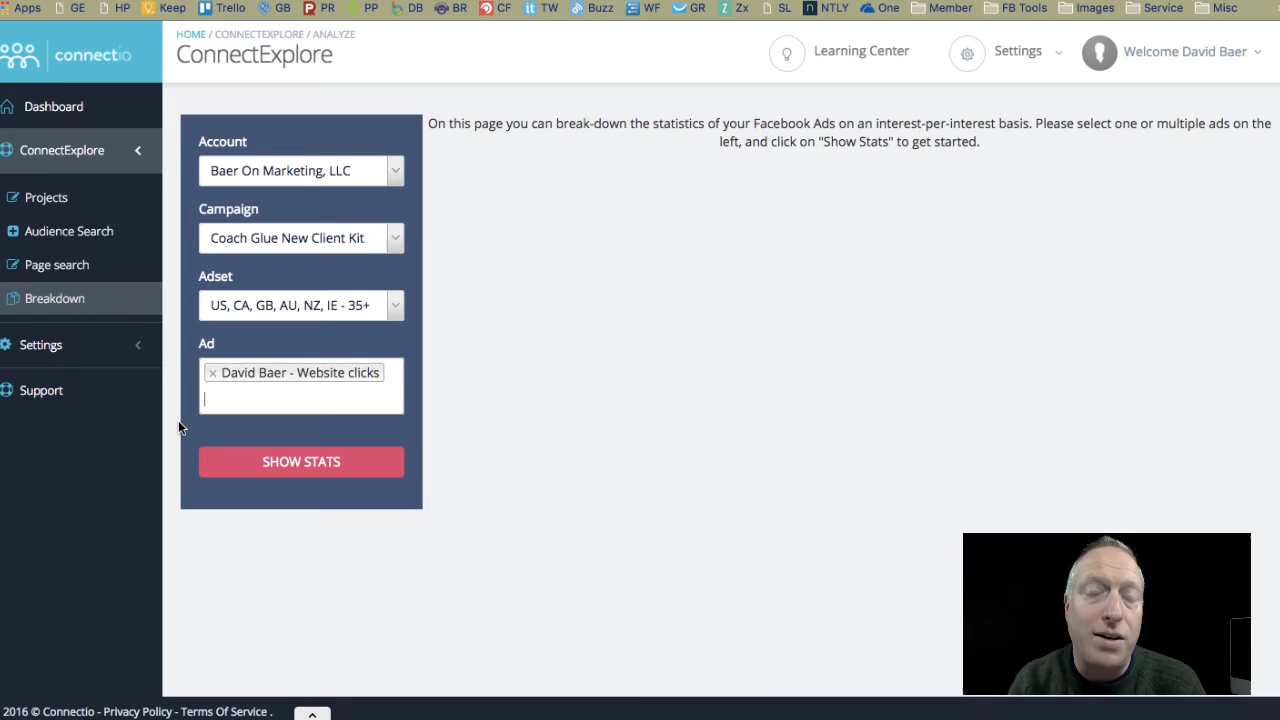 Apps GE HP Keep Trello GB PR PP DB BR CF TW Buzz WF GR Zx SL NTLY One Member FB Tools Images Service Misc
connectio
HOME / CONNECTEXPLORE / ANALYZE
ConnectExplore
Learning Center
Settings
Welcome David Baer
Dashboard
ConnectExplore
Projects
Audience Search
Page search
Breakdown
Settings
Support
Account
Baer On Marketing, LLC
Campaign
Coach Glue New Client Kit
Adset
US, CA, GB, AU, NZ, IE - 35+
Ad
× David Baer - Website clicks
SHOW STATS
On this page you can break-down the statistics of your Facebook Ads on an interest-per-interest basis. Please select one or multiple ads on the
left, and click on "Show Stats" to get started.
2016 © Connectio - Privacy Policy - Terms Of Service .